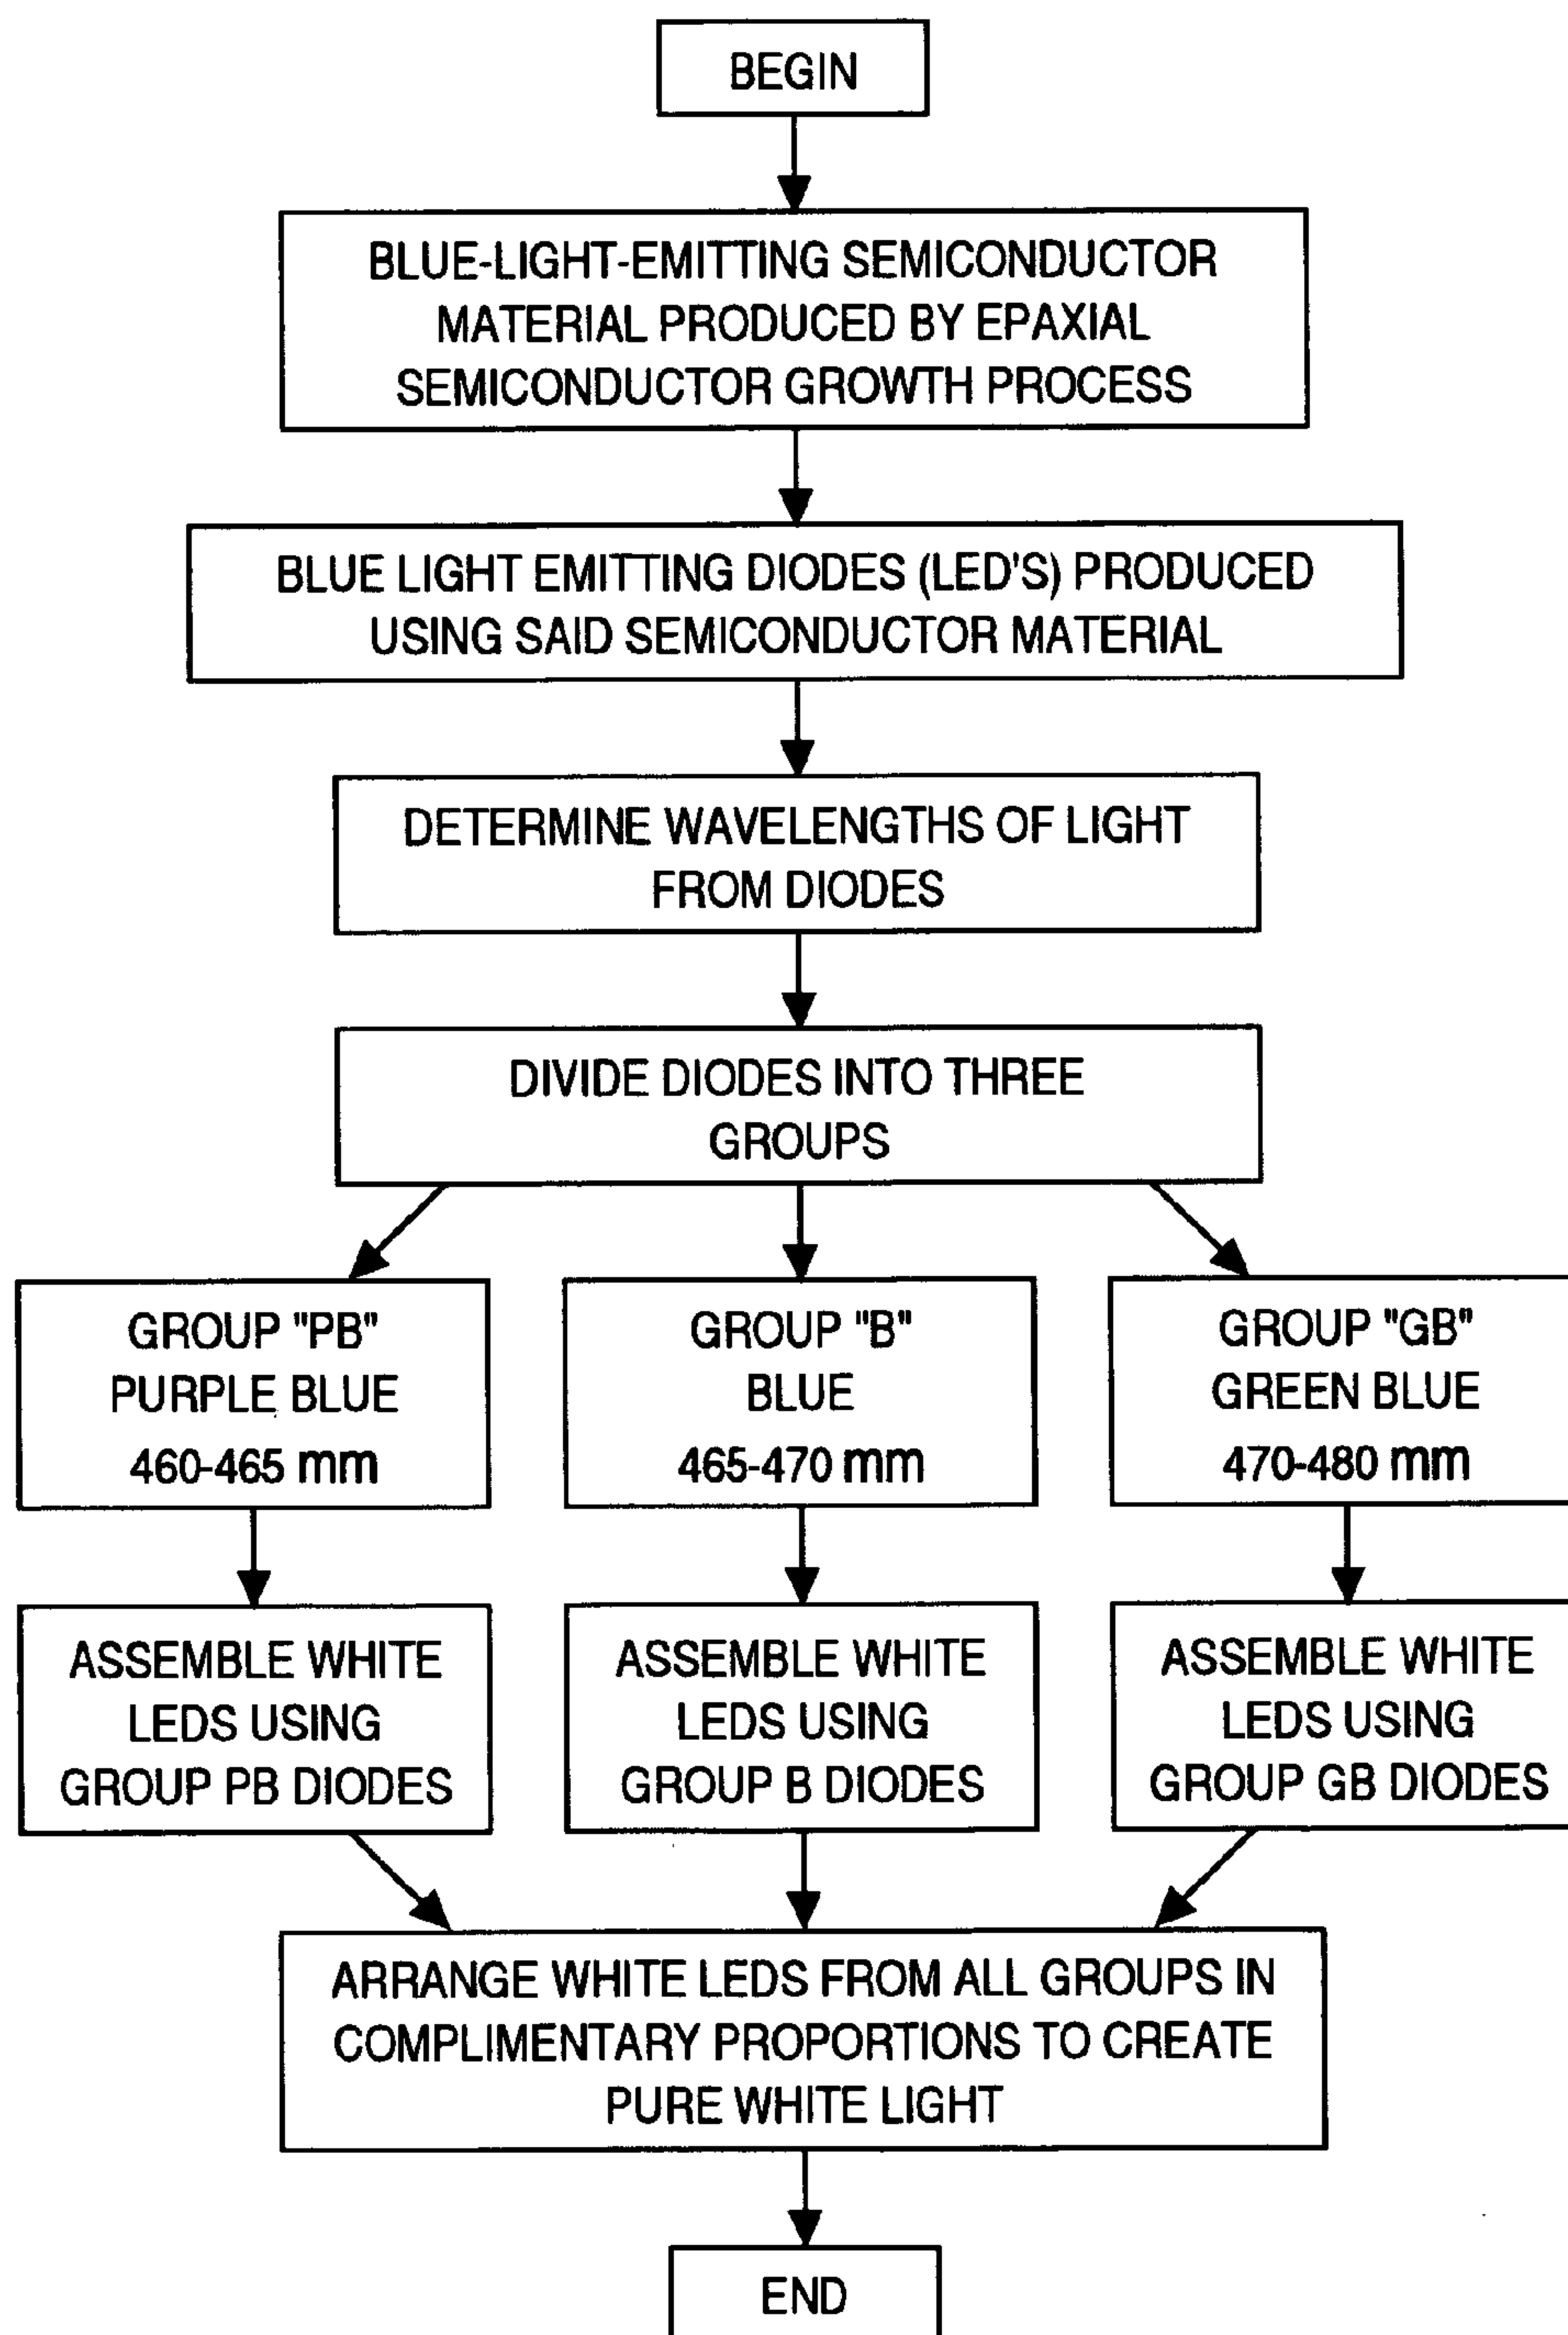 BEGIN
BLUE-LIGHT-EMITTING SEMICONDUCTOR
MATERIAL PRODUCED BY EPAXIAL
SEMICONDUCTOR GROWTH PROCESS
BLUE LIGHT EMITTING DIODES (LED'S) PRODUCED
USING SAID SEMICONDUCTOR MATERIAL
DETERMINE WAVELENGTHS OF LIGHT
FROM DIODES
DIVIDE DIODES INTO THREE
GROUPS
GROUP "PB"
PURPLE BLUE
460-465 mm
GROUP "B"
BLUE
465-470 mm
GROUP "GB"
GREEN BLUE
470-480 mm
ASSEMBLE WHITE
LEDS USING
GROUP PB DIODES
ASSEMBLE WHITE
LEDS USING
GROUP B DIODES
ASSEMBLE WHITE
LEDS USING
GROUP GB DIODES
ARRANGE WHITE LEDS FROM ALL GROUPS IN
COMPLIMENTARY PROPORTIONS TO CREATE
PURE WHITE LIGHT
END